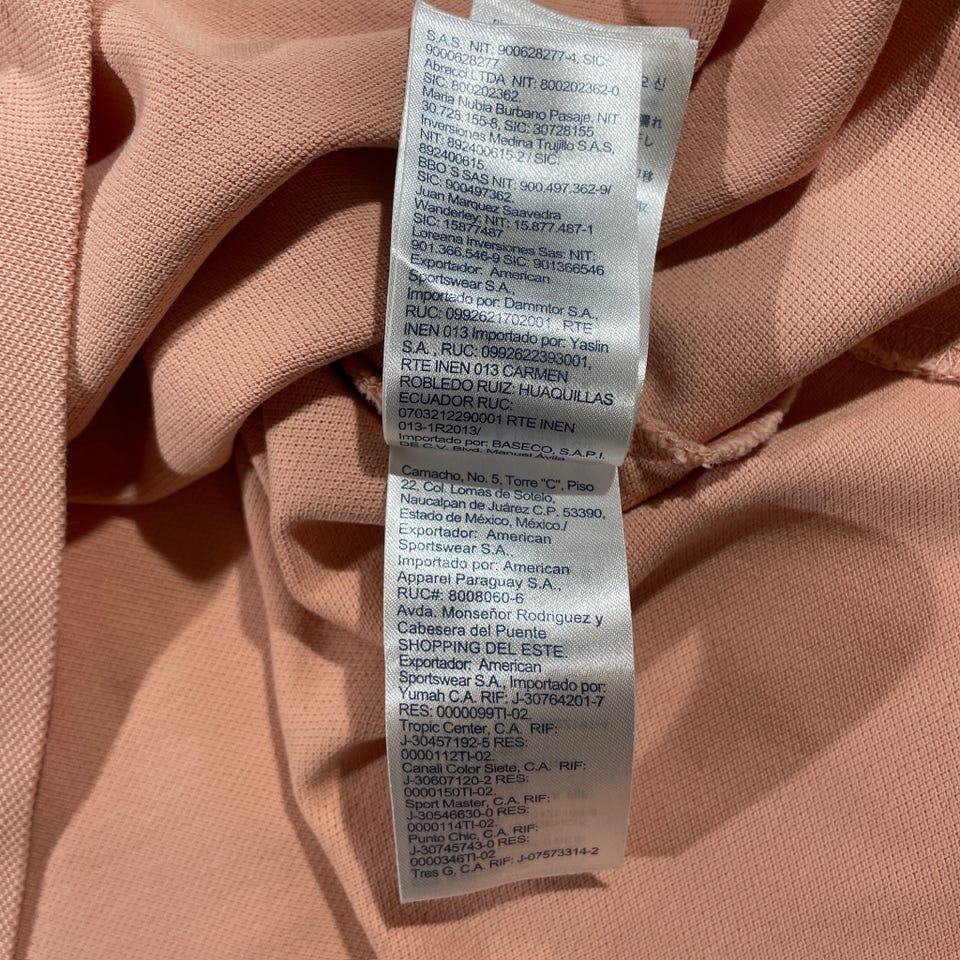 S.A.S. NIT: 900628277-4, SIC:
9000628277
Abracci LTDA NIT: 800202362-0
SIC: 800202362.
Maria Nubia Burbano Pasaje, NIT:
30.723.155-8, SIC: 30728155
Inversiones Medina Trujillo S.A.S,
NIT: 892400615-2 / SIC:
892400615.
BBO´S SAS NIT: 900.497.362-9/
SIC: 900497362.
Juan Marquez Saavedra
Wanderley: NIT: 15.877.487-1
SIC: 15877487
Loreana Inversiones Sas: NIT:
901.366.546-9 SIC: 901366546
Exportador: American
Sportswear S.A.,
Importado por: Dammtor S.A.,
RUC: 0992621702001 , RTE
INEN 013 Importado por: Yaslin
S.A. , RUC: 0992622393001,
RTE INEN 013 CARMEN
ROBLEDO RUIZ: HUAQUILLAS
ECUADOR RUC:
0703212290001 RTE INEN
013-1R2013/
Importado por: BASECO, S.A.P.I.
DE C.V. Blvd. Manuel Ávila
Camacho, No. 5, Torre "C", Piso
22, Col. Lomas de Sotelo,
Naucalpan de Juárez C.P. 53390,
Estado de México, México./
Exportador: American
Sportswear S.A.,
Importado por: American
Apparel Paraguay S.A.,
RUC#: 8008060-6
Avda. Monseñor Rodriguez y
Cabesera del Puente
SHOPPING DEL ESTE.
Exportador: American
Sportswear S.A., Importado por:
Yumah C.A. RIF: J-30764201-7
RES: 0000099TI-02.
Tropic Center, C.A. RIF:
J-30457192-5 RES:
0000112TI-02.
Canali Color Siete, C.A. RIF:
J-30607120-2 RES:
0000150TI-02.
Sport Master, C.A. RIF:
J-30546630-0 RES:
0000114TI-02.
Punto Chic, C.A. RIF:
J-30745743-0 RES:
0000346TI-02
Tres G, C.A. RIF: J-07573314-2